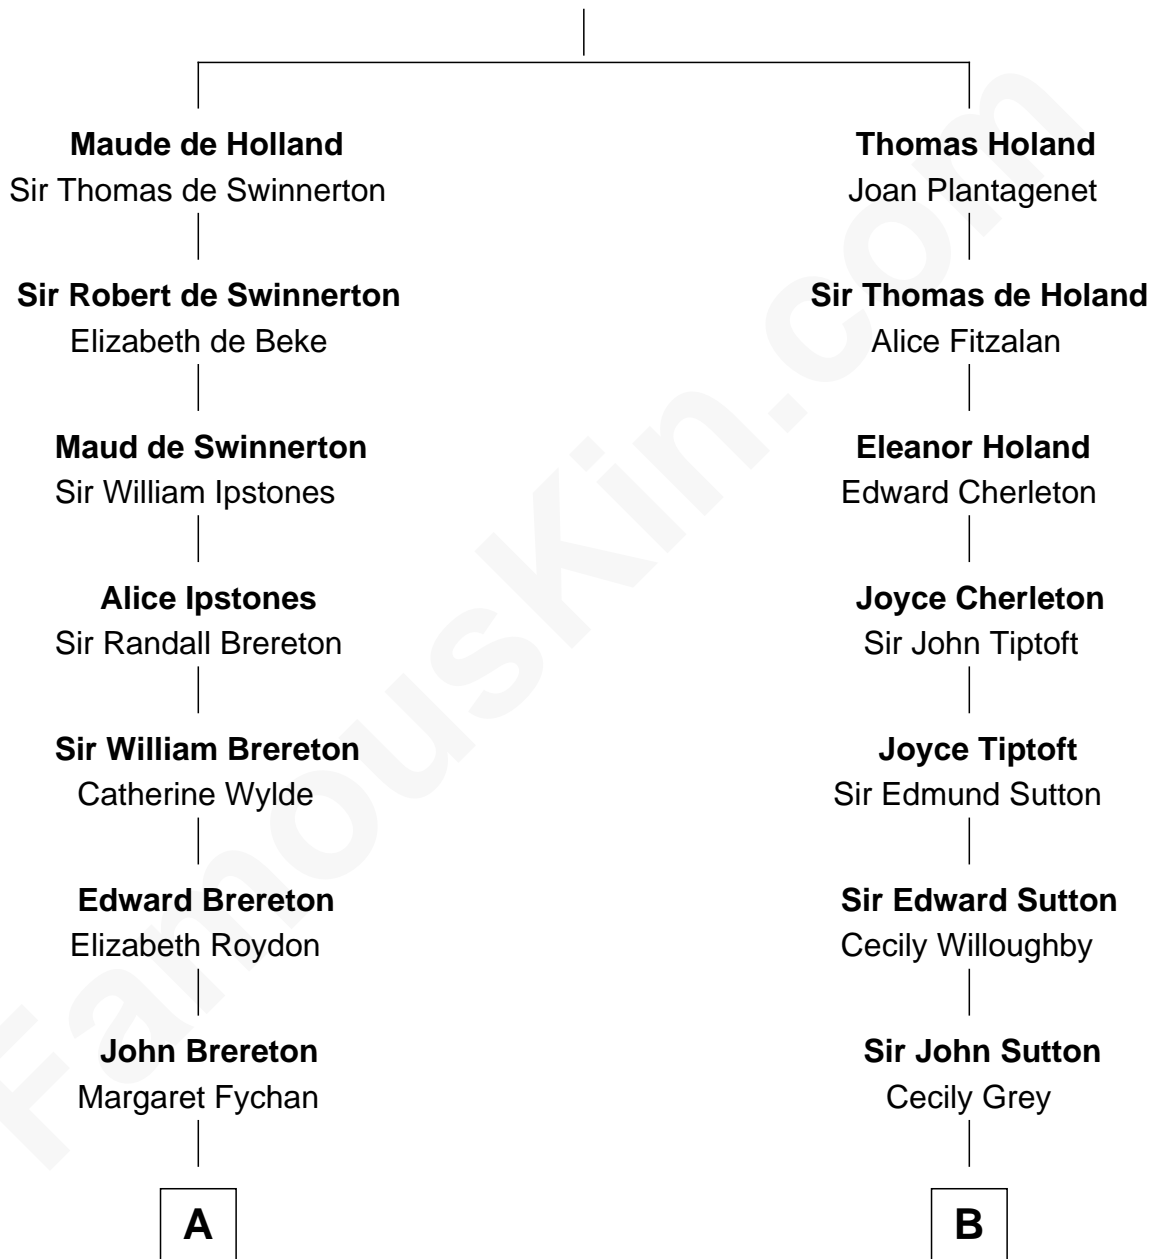 Maude de Holland
Sir Thomas de Swinnerton
Sir Robert de Swinnerton
Elizabeth de Beke
Maud de Swinnerton
Sir William Ipstones
Alice Ipstones
Sir Randall Brereton
Sir William Brereton
Catherine Wylde
Edward Brereton
Elizabeth Roydon
John Brereton
Margaret Fychan
A
Thomas Holand
Joan Plantagenet
Sir Thomas de Holand
Alice Fitzalan
Eleanor Holand
Edward Cherleton
Joyce Cherleton
Sir John Tiptoft
Joyce Tiptoft
Sir Edmund Sutton
Sir Edward Sutton
Cecily Willoughby
Sir John Sutton
Cecily Grey
B
FamousKin.com